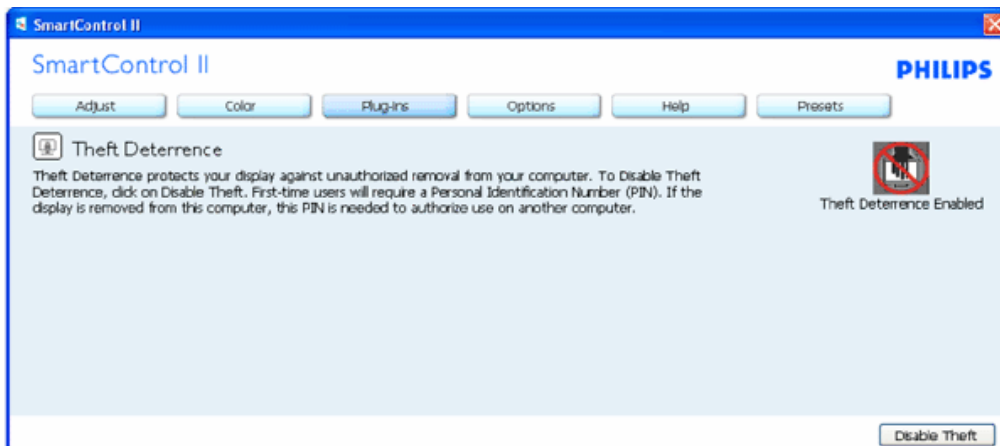 SmartControl II
SmartControl II
PHILIPS
Adjust Color Plug-Ins Options Help Presets
Theft Deterrence
Theft Deterrence protects your display against unauthorized removal from your computer. To Disable Theft
Deterrence, click on Disable Theft. First-time users will require a Personal Identification Number (PIN). If the
display is removed from this computer, this PIN is needed to authorize use on another computer.
Theft Deterrence Enabled
Disable Theft